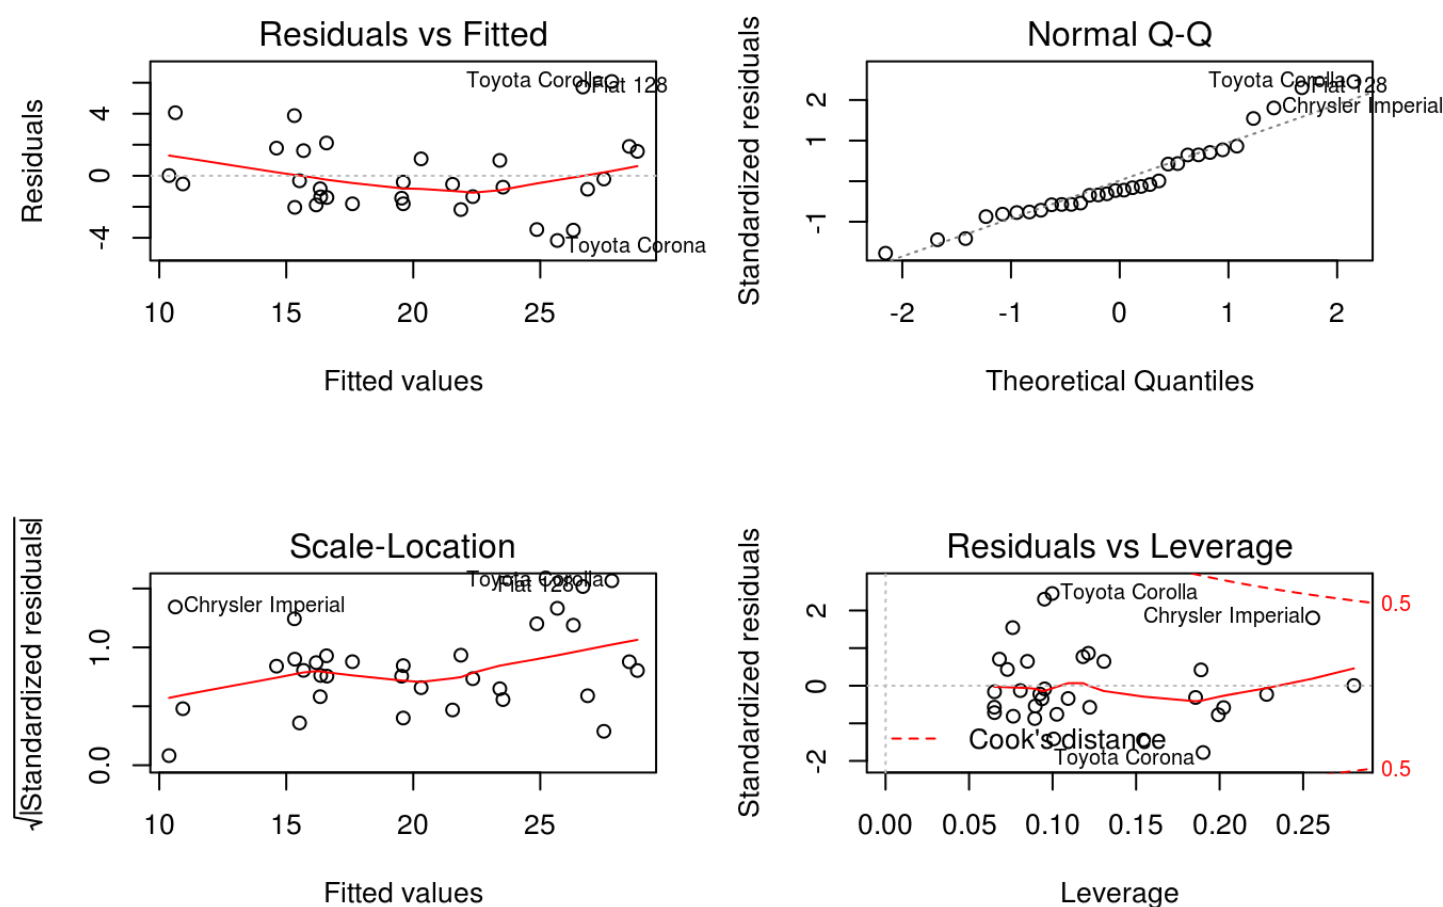 Residuals vs Fitted
Residuals
4
0
-4
Toyota Corolla
Fiat 128
Toyota Corona
10 15 20 25
Fitted values
Normal Q-Q
Standardized residuals
2
1
-1
Toyota Corolla
Fiat 128
Chrysler Imperial
-2 -1 0 1 2
Theoretical Quantiles
Scale-Location
√|Standardized residuals|
1.0
0.0
Toyota Corolla
Fiat 128
Chrysler Imperial
10 15 20 25
Fitted values
Residuals vs Leverage
Standardized residuals
2
0
-2
Toyota Corolla
Chrysler Imperial
0.5
Cook's distance
Toyota Corona
0.5
0.00 0.05 0.10 0.15 0.20 0.25
Leverage